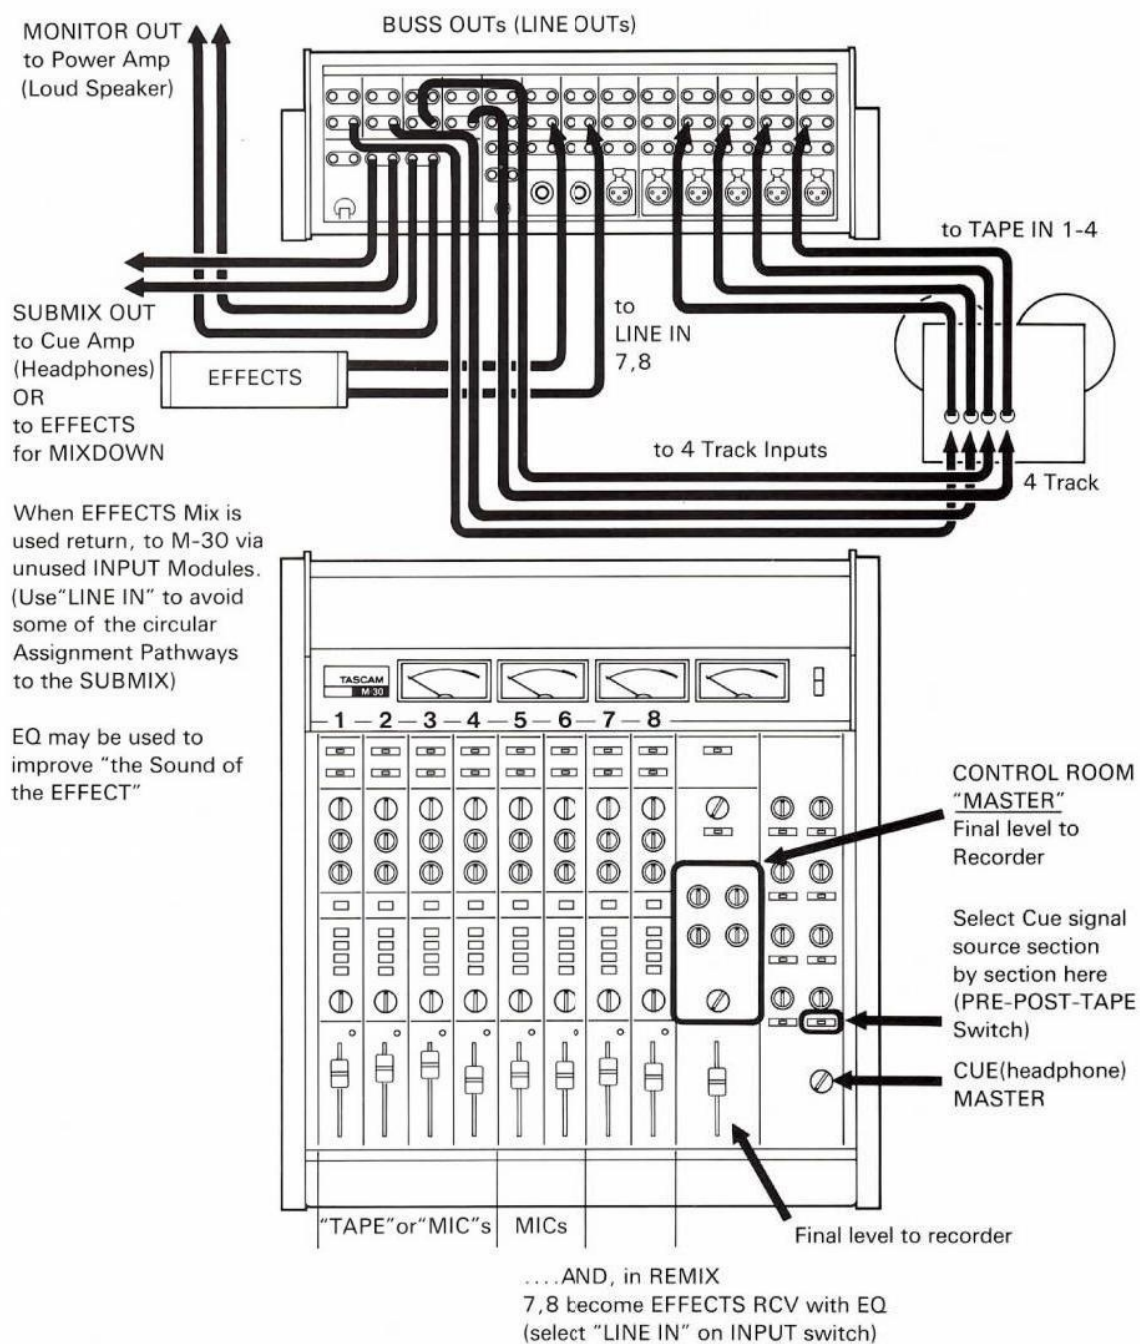 MONITOR OUT
to Power Amp
(Loud Speaker)
BUSS OUTs (LINE OUTs)
to TAPE IN 1-4
SUBMIX OUT
to Cue Amp
(Headphones)
OR
to EFFECTS
for MIXDOWN
EFFECTS
to
LINE IN
7,8
to 4 Track Inputs
4 Track
When EFFECTS Mix is
used return, to M-30 via
unused INPUT Modules.
(Use"LINE IN" to avoid
some of the circular
Assignment Pathways
to the SUBMIX)
EQ may be used to
improve "the Sound of
the EFFECT"
TASCAM
M-30
1 2 3 4 5 6 7 8
CONTROL ROOM
"MASTER"
Final level to
Recorder
Select Cue signal
source section
by section here
(PRE-POST-TAPE
Switch)
CUE(headphone)
MASTER
"TAPE"or"MIC"s
MICs
Final level to recorder
....AND, in REMIX
7,8 become EFFECTS RCV with EQ
(select "LINE IN" on INPUT switch)